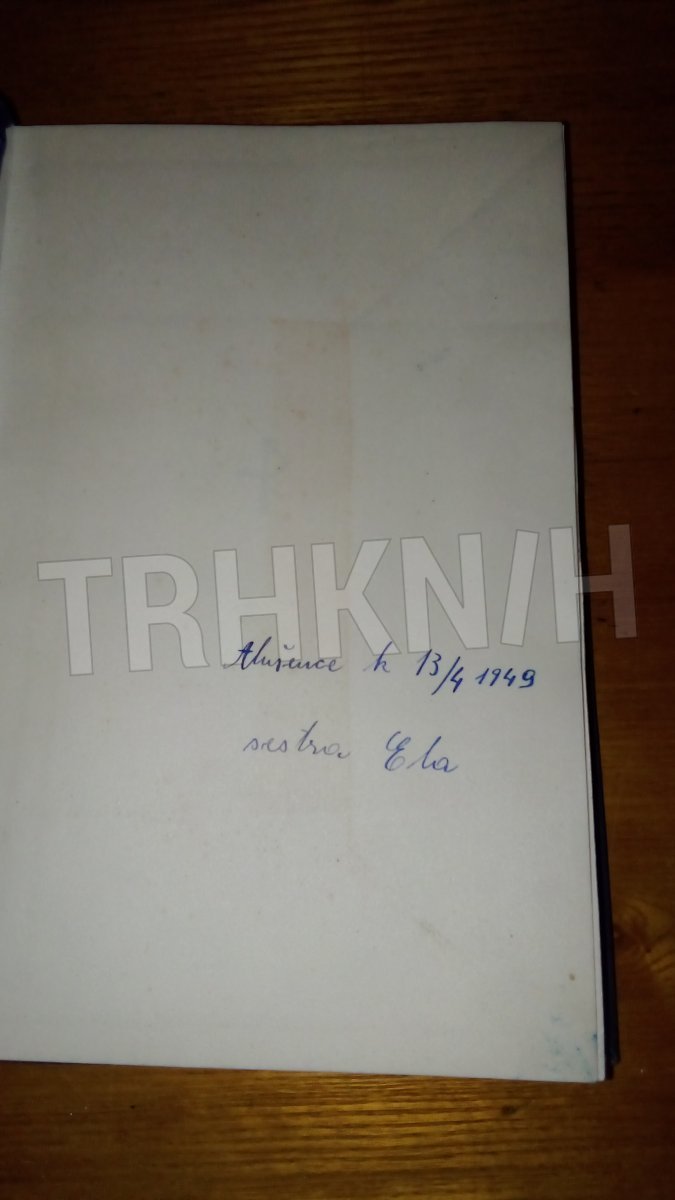 TRHKNIH
Alušence k 13/4 1949
sestra Ela